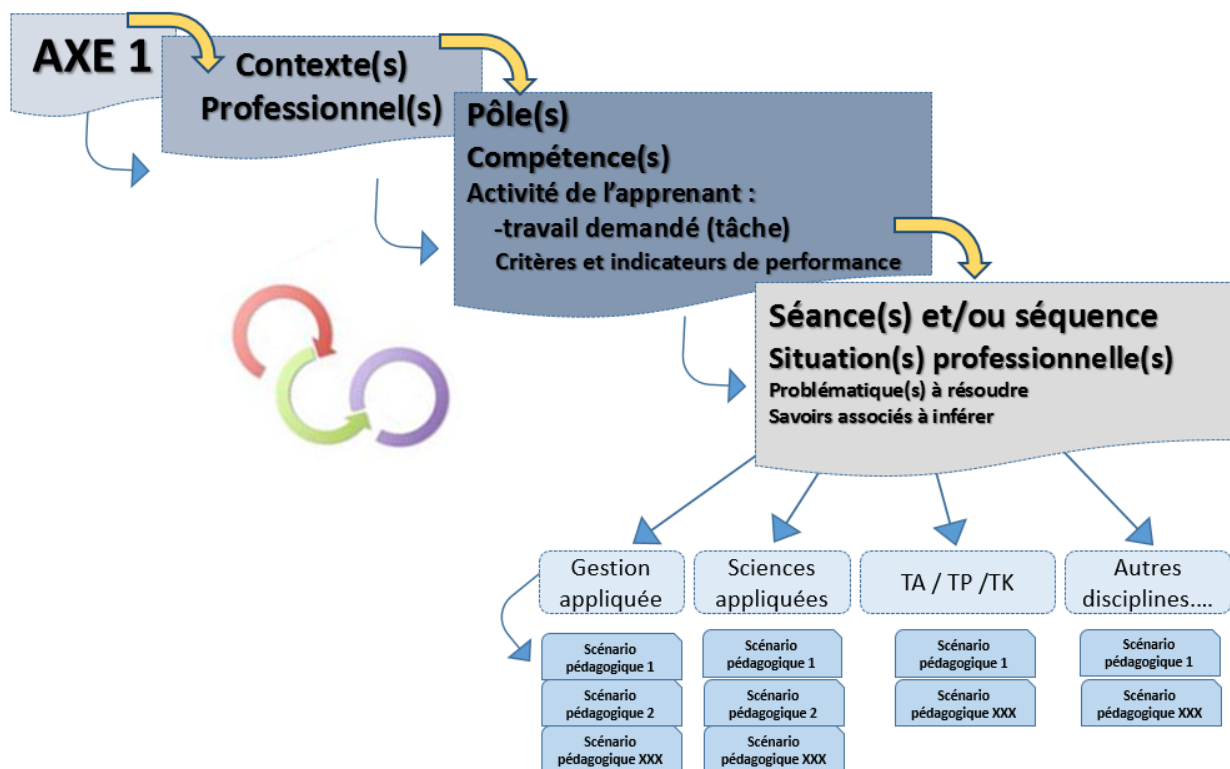 AXE 1
Contexte(s)
Professionnel(s)
Pôle(s)
Compétence(s)
Activité de l'apprenant :
-travail demandé (tâche)
Critères et indicateurs de performance
Séance(s) et/ou séquence
Situation(s) professionnelle(s)
Problématique(s) à résoudre
Savoirs associés à inférer
Gestion
appliquée
Scénario
pédagogique 1
Scénario
pédagogique 2
Scénario
pédagogique XXX
Sciences
appliquées
Scénario
pédagogique 1
Scénario
pédagogique 2
Scénario
pédagogique XXX
TA / TP /TK
Scénario
pédagogique 1
Scénario
pédagogique XXX
Autres
disciplines....
Scénario
pédagogique 1
Scénario
pédagogique XXX